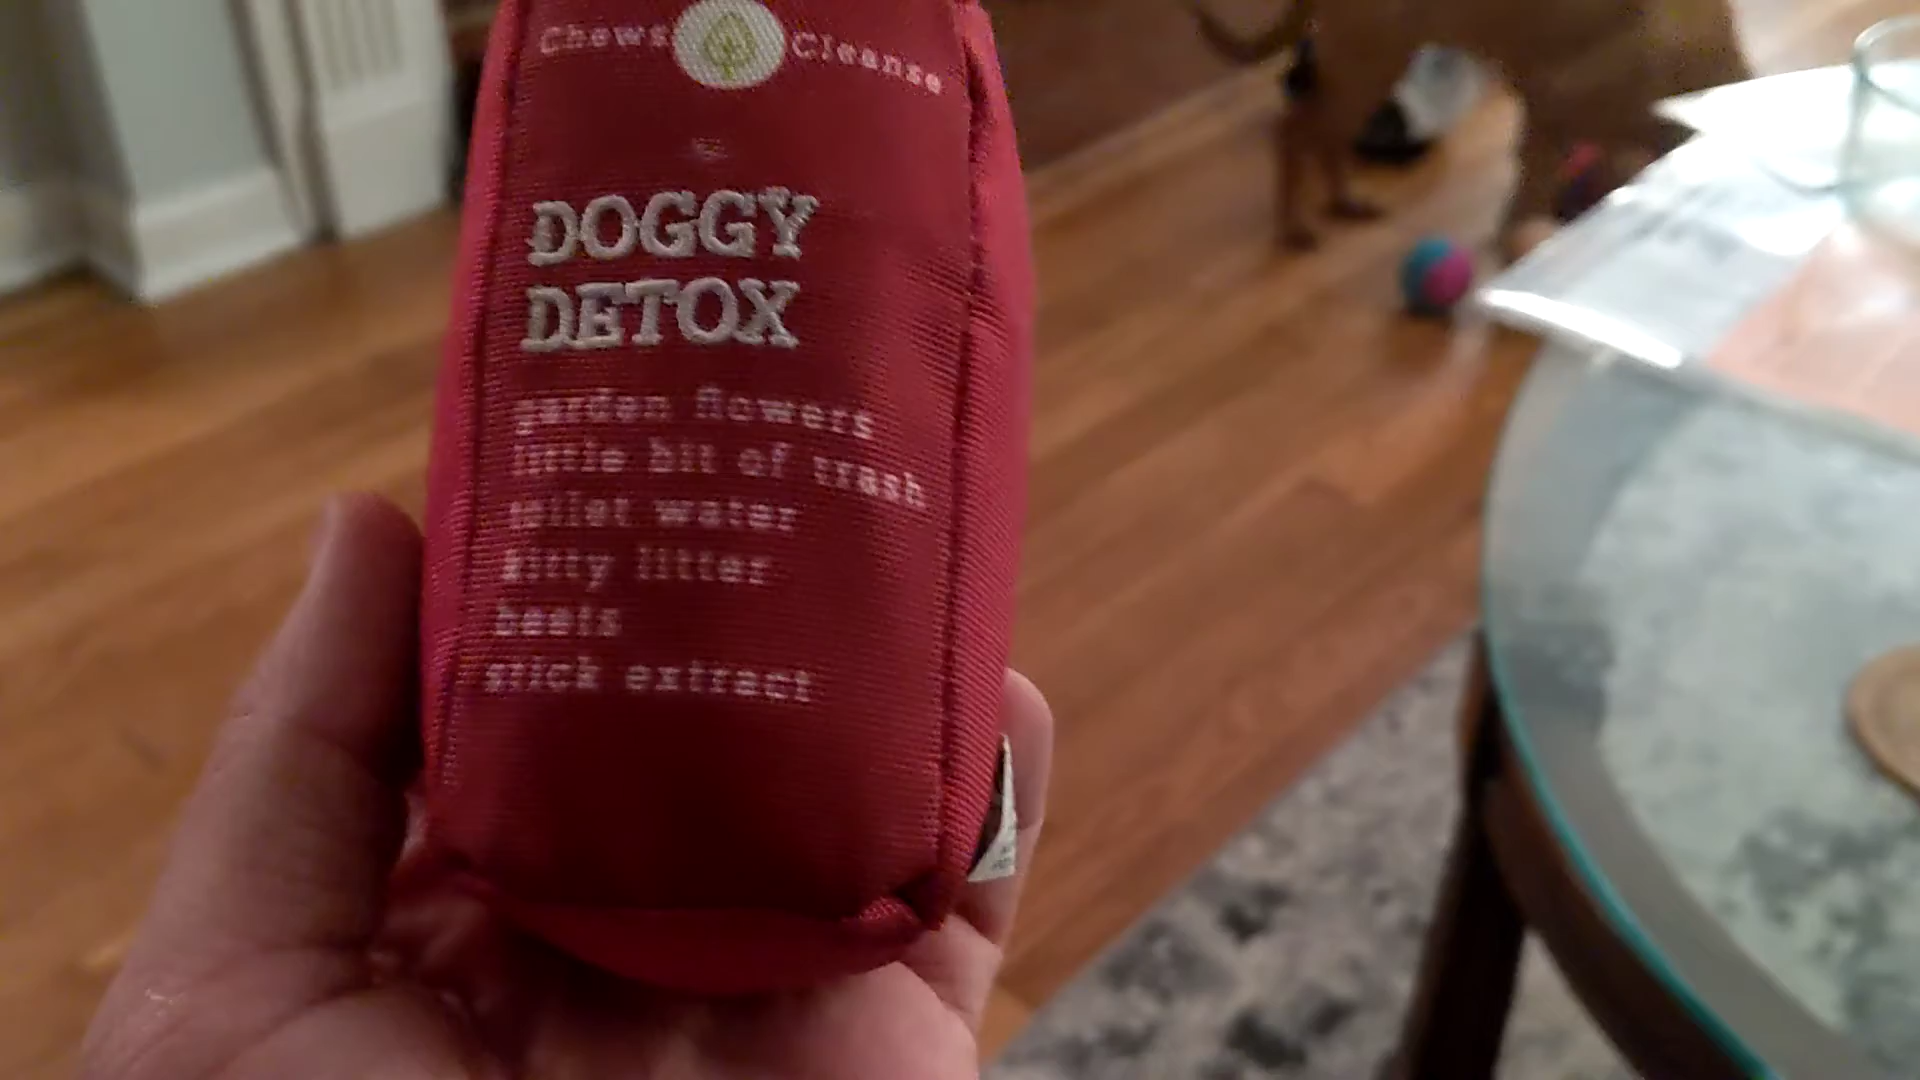 Chews Cleanse
DOGGY
DETOX
garden flowers
little bit of trash
toilet water
kitty litter
beets
stick extract